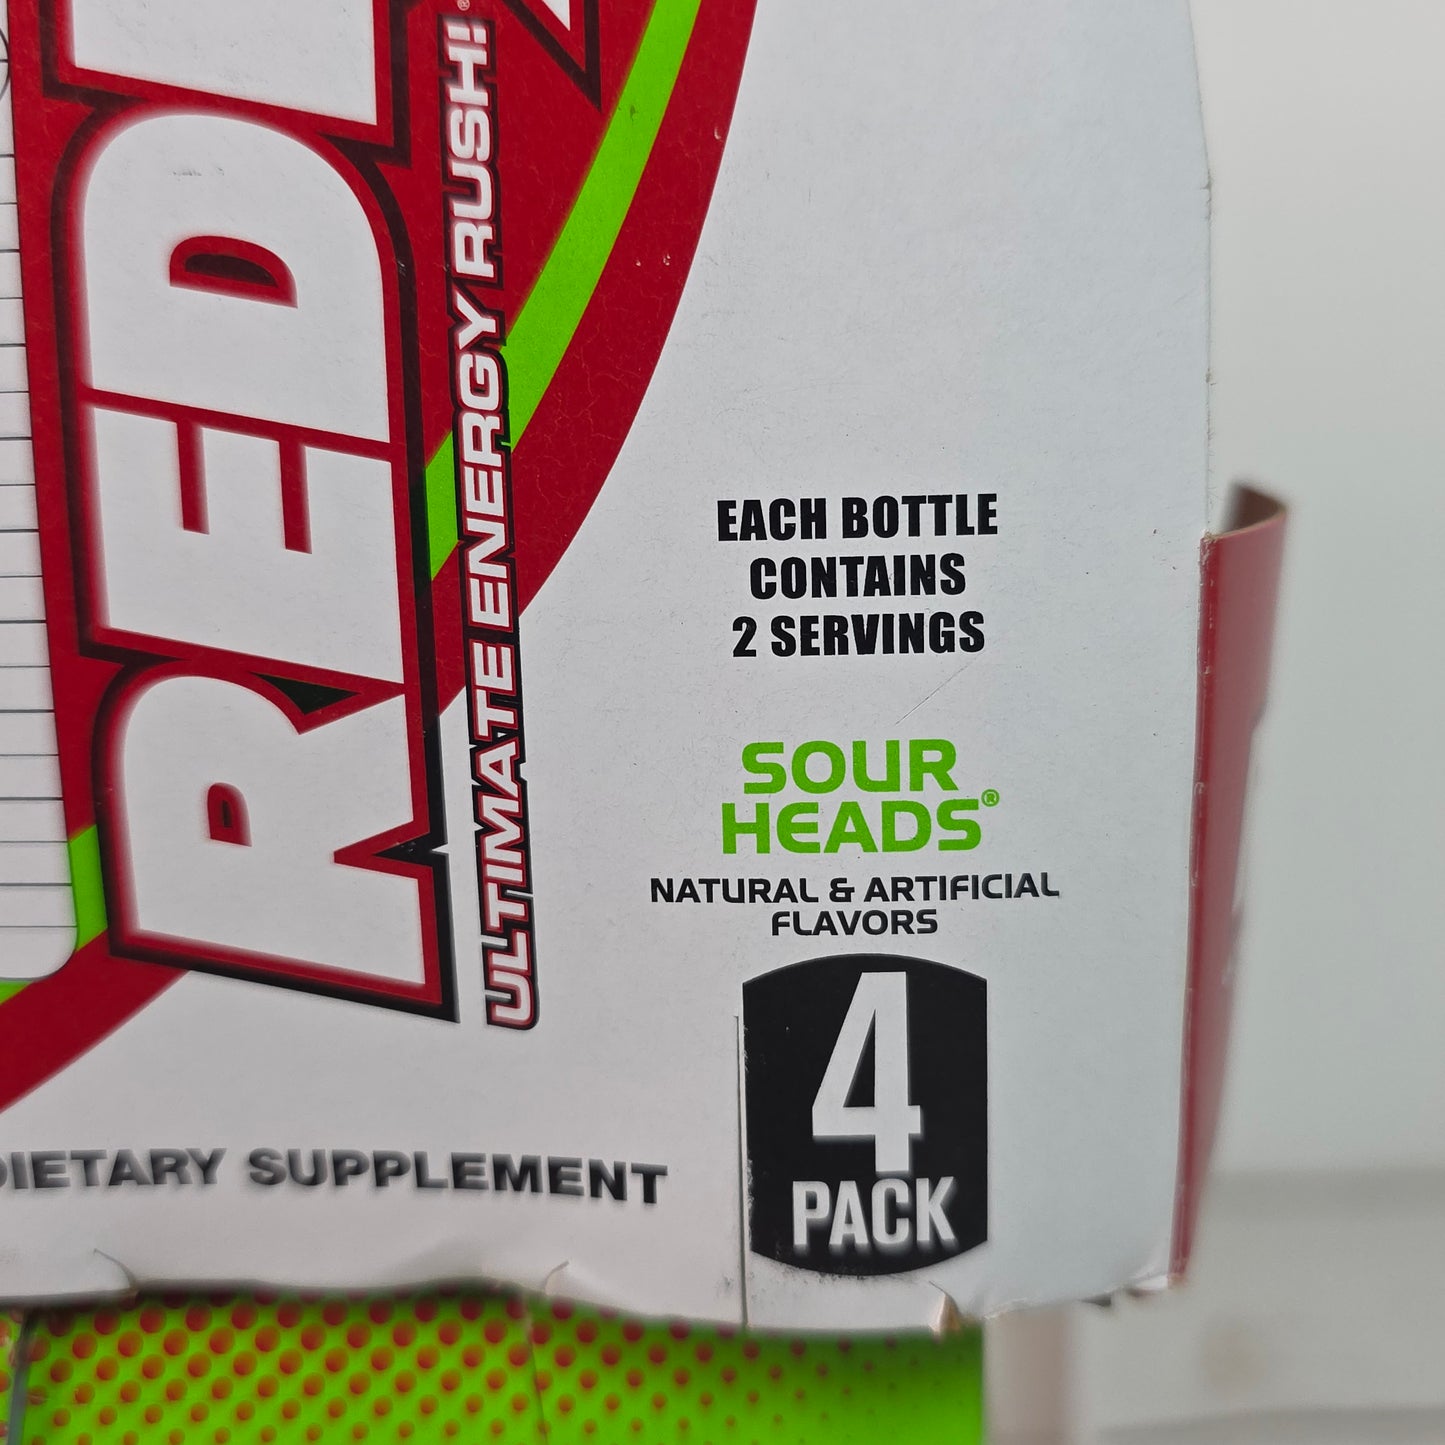 RED
ULTIMATE ENERGY RUSH!®
EACH BOTTLE
CONTAINS
2 SERVINGS
SOUR
HEADS®
NATURAL & ARTIFICIAL
FLAVORS
4
PACK
DIETARY SUPPLEMENT